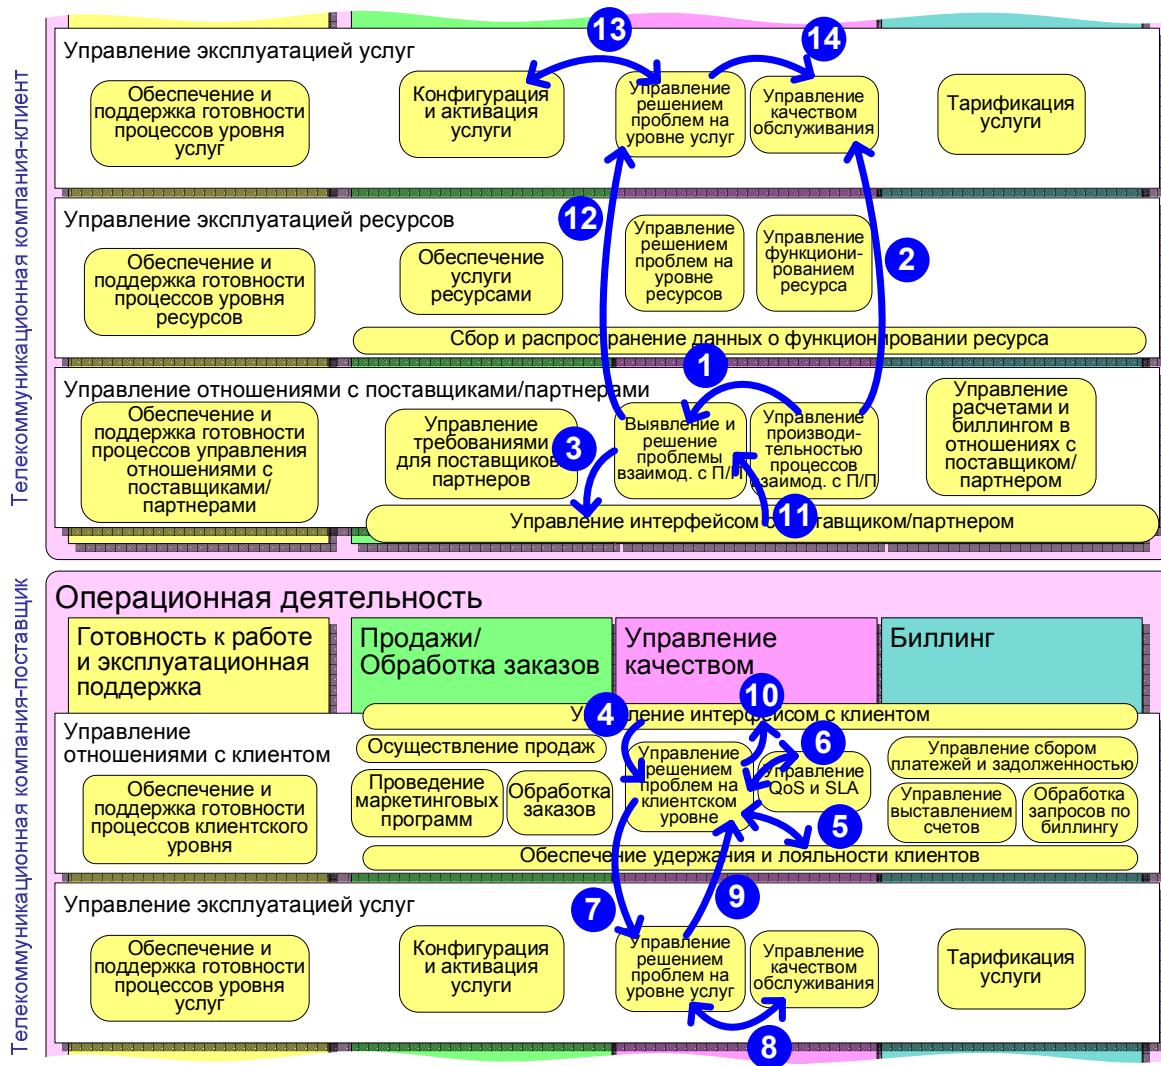 Телекоммуникационная компания-клиент
Управление эксплуатацией услуг
13
14
Обеспечение и
поддержка готовности
процессов уровня
услуг
Конфигурация
и активация
услуги
Управление
решением
проблем на
уровне услуг
Управление
качеством
обслуживания
Тарификация
услуги
Управление эксплуатацией ресурсов
12
2
Обеспечение и
поддержка готовности
процессов уровня
ресурсов
Обеспечение
услуги
ресурсами
Управление
решением
проблем на
уровне
ресурсов
Управление
функциони-
рованием
ресурса
Сбор и распространение данных о функционировании ресурса
1
Управление отношениями с поставщиками/партнерами
Обеспечение и
поддержка готовности
процессов управления
отношениями с
поставщиками/
партнерами
Управление
требованиями
для поставщиков
партнеров
3
Выявление и
решение
проблемы
взаимод. с П/П
Управление
производи-
тельностью
процессов
взаимод. с П/П
Управление
расчетами и
биллингом в
отношениях с
поставщиком/
партнером
11
Управление интерфейсом с поставщиком/партнером
Телекоммуникационная компания-поставщик
Операционная деятельность
Готовность к работе
и эксплуатационная
поддержка
Продажи/
Обработка заказов
Управление
качеством
Биллинг
4
10
Управление интерфейсом с клиентом
Управление
отношениями с клиентом
Обеспечение и
поддержка готовности
процессов клиентского
уровня
Осуществление продаж
Проведение
маркетинговых
программ
Обработка
заказов
Управление
решением
проблем на
клиентском
уровне
6
Управление
QoS и SLA
5
Управление сбором
платежей и задолженностью
Управление
выставлением
счетов
Обработка
запросов по
биллингу
Обеспечение удержания и лояльности клиентов
7
9
Управление эксплуатацией услуг
Обеспечение и
поддержка готовности
процессов уровня
услуг
Конфигурация
и активация
услуги
Управление
решением
проблем на
уровне услуг
Управление
качеством
обслуживания
Тарификация
услуги
8